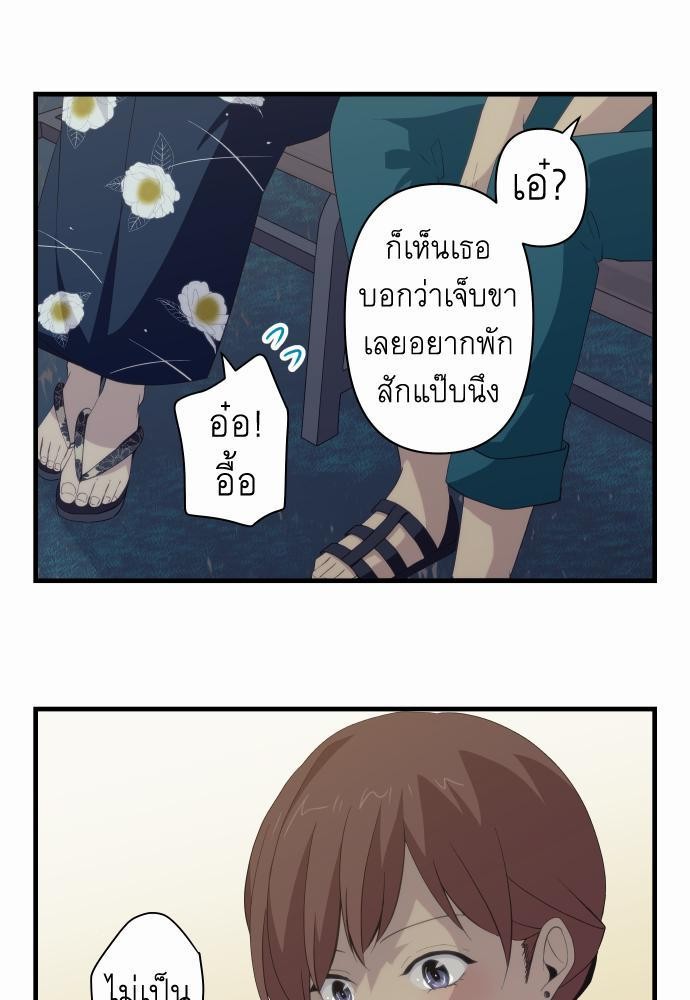 เอ๋?
ก็เห็นเธอ
บอกว่าเจ็บขา
เลยอยากพัก
สักแป๊บนึง
อ๋อ!
อื้อ
ไม่เป็น